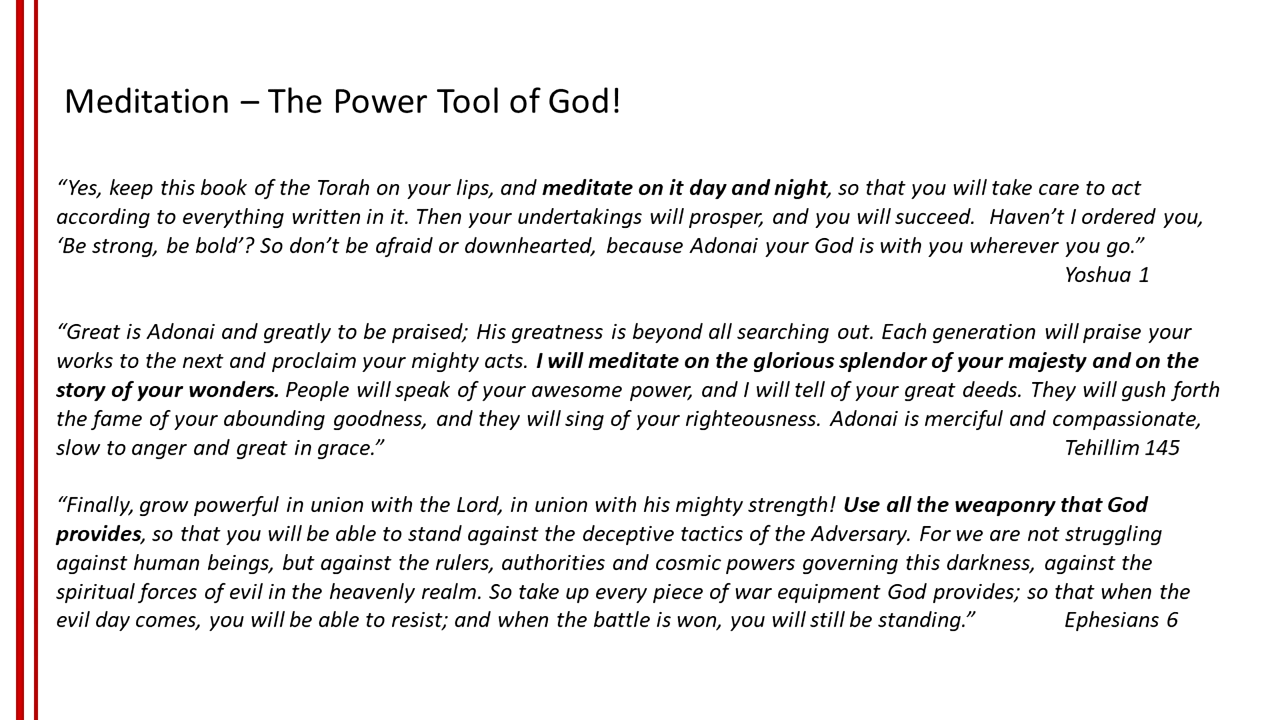 Meditation – The Power Tool of God!
“Yes, keep this book of the Torah on your lips, and meditate on it day and night, so that you will take care to act
according to everything written in it. Then your undertakings will prosper, and you will succeed.  Haven’t I ordered you,
‘Be strong, be bold’? So don’t be afraid or downhearted, because Adonai your God is with you wherever you go.”
Yoshua 1
“Great is Adonai and greatly to be praised; His greatness is beyond all searching out. Each generation will praise your
works to the next and proclaim your mighty acts. I will meditate on the glorious splendor of your majesty and on the
story of your wonders. People will speak of your awesome power, and I will tell of your great deeds. They will gush forth
the fame of your abounding goodness, and they will sing of your righteousness. Adonai is merciful and compassionate,
slow to anger and great in grace.” Tehillim 145
“Finally, grow powerful in union with the Lord, in union with his mighty strength! Use all the weaponry that God
provides, so that you will be able to stand against the deceptive tactics of the Adversary. For we are not struggling
against human beings, but against the rulers, authorities and cosmic powers governing this darkness, against the
spiritual forces of evil in the heavenly realm. So take up every piece of war equipment God provides; so that when the
evil day comes, you will be able to resist; and when the battle is won, you will still be standing.” Ephesians 6